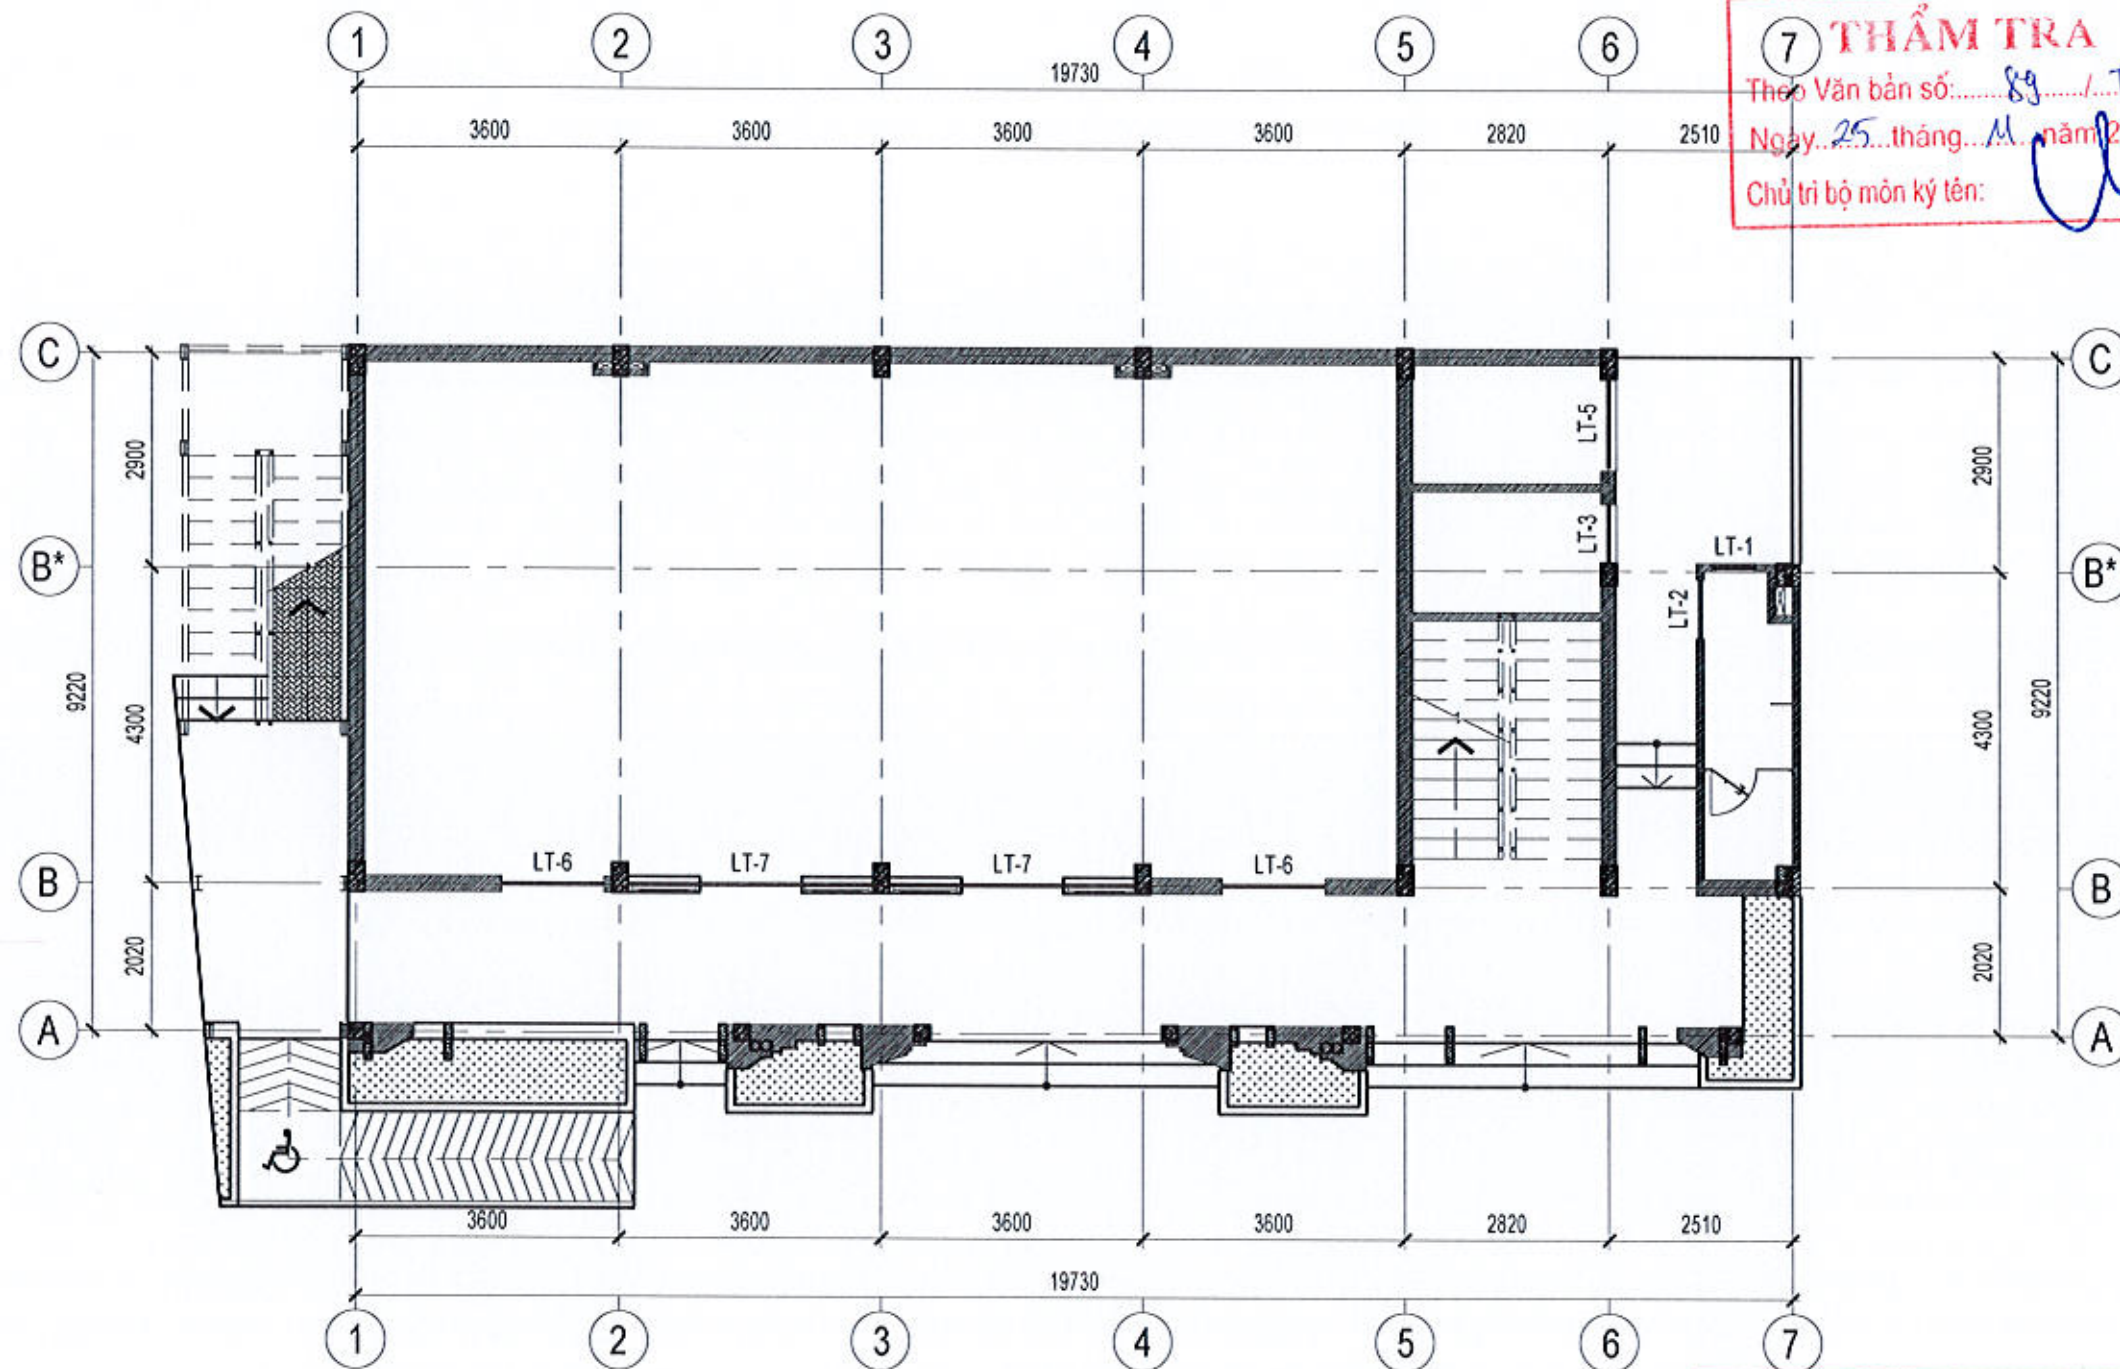 1 2 3 4 5 6 7
THẨM TRA
19730
Theo Văn bản số: 89 /
Ngày 25 tháng 11 năm 2
3600 3600 3600 3600 2820 2510
Chủ trì bộ môn ký tên:
C C
LT-5
2900 2900
LT-3
LT-1
B* B*
LT-2
9220 4300 4300 9220
LT-6 LT-7 LT-7 LT-6
B B
2020 2020
A A
3600 3600 3600 3600 2820 2510
19730
1 2 3 4 5 6 7